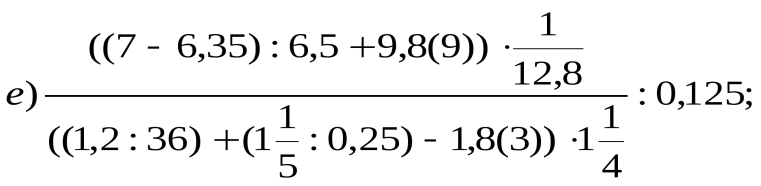 е) ((7 - 6,35) : 6,5 + 9,8(9)) · 1/12,8
((1,2 : 36) + (1 1/5 : 0,25) - 1,8(3)) · 1 1/4 : 0,125;